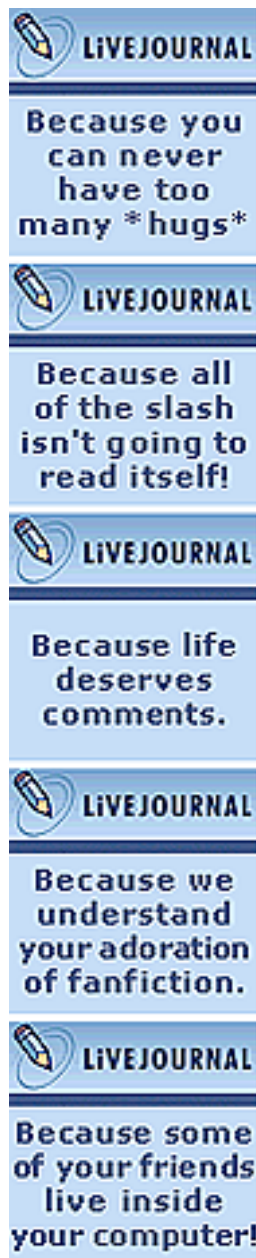 LiVEJOURNAL
Because you
can never
have too
many *hugs*
LiVEJOURNAL
Because all
of the slash
isn't going to
read itself!
LiVEJOURNAL
Because life
deserves
comments.
LiVEJOURNAL
Because we
understand
your adoration
of fanfiction.
LiVEJOURNAL
Because some
of your friends
live inside
your computer!